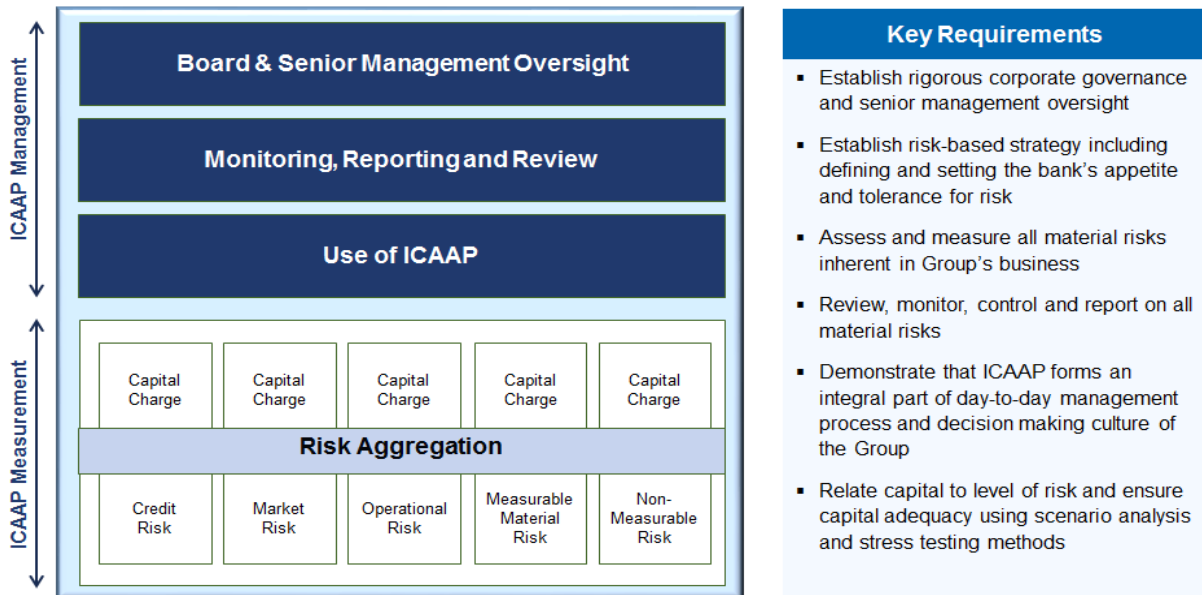 ICAAP Management
Board & Senior Management Oversight
Monitoring, Reporting and Review
Use of ICAAP
ICAAP Measurement
Capital
Charge
Capital
Charge
Capital
Charge
Capital
Charge
Capital
Charge
Risk Aggregation
Credit
Risk
Market
Risk
Operational
Risk
Measurable
Material
Risk
Non-
Measurable
Risk
Key Requirements
▪ Establish rigorous corporate governance
and senior management oversight
▪ Establish risk-based strategy including
defining and setting the bank's appetite
and tolerance for risk
▪ Assess and measure all material risks
inherent in Group's business
▪ Review, monitor, control and report on all
material risks
▪ Demonstrate that ICAAP forms an
integral part of day-to-day management
process and decision making culture of
the Group
▪ Relate capital to level of risk and ensure
capital adequacy using scenario analysis
and stress testing methods